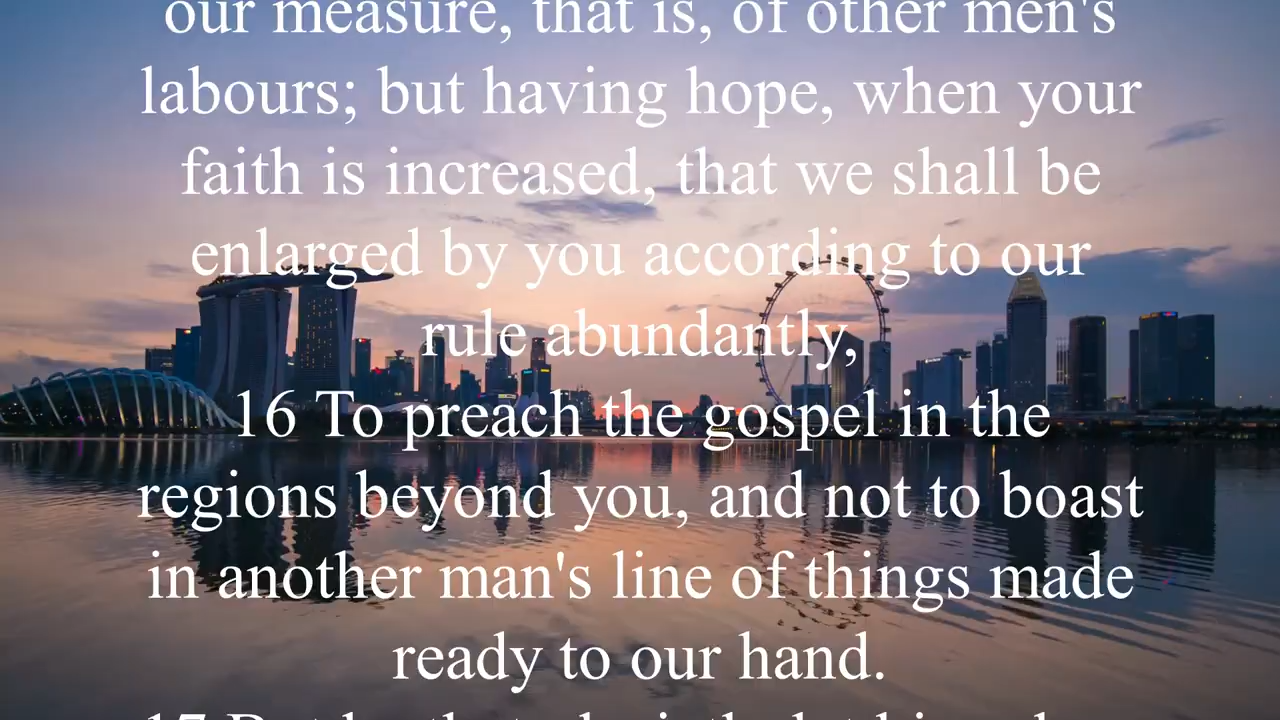 our measure, that is, of other men's
labours; but having hope, when your
faith is increased, that we shall be
enlarged by you according to our
rule abundantly,
16 To preach the gospel in the
regions beyond you, and not to boast
in another man's line of things made
ready to our hand.